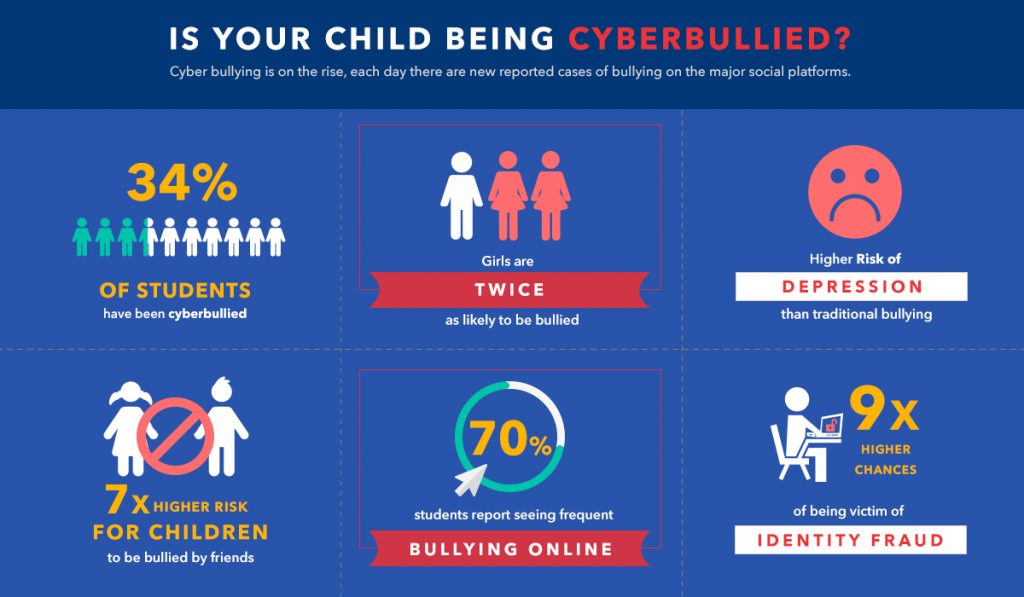 IS YOUR CHILD BEING CYBERBULLIED?
Cyber bullying is on the rise, each day there are new reported cases of bullying on the major social platforms.
34%
OF STUDENTS
have been cyberbullied
Girls are
TWICE
as likely to be bullied
Higher Risk of
DEPRESSION
than traditional bullying
7X HIGHER RISK
FOR CHILDREN
to be bullied by friends
70%
students report seeing frequent
BULLYING ONLINE
9X
HIGHER
CHANCES
of being victim of
IDENTITY FRAUD